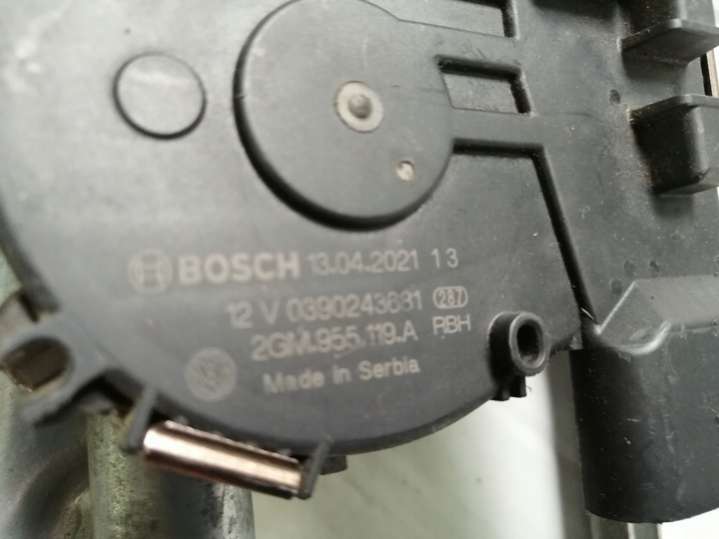 BOSCH 13.04.2021 13
12 V 0390243831 287
2GM.955.119.A RBH
Made in Serbia